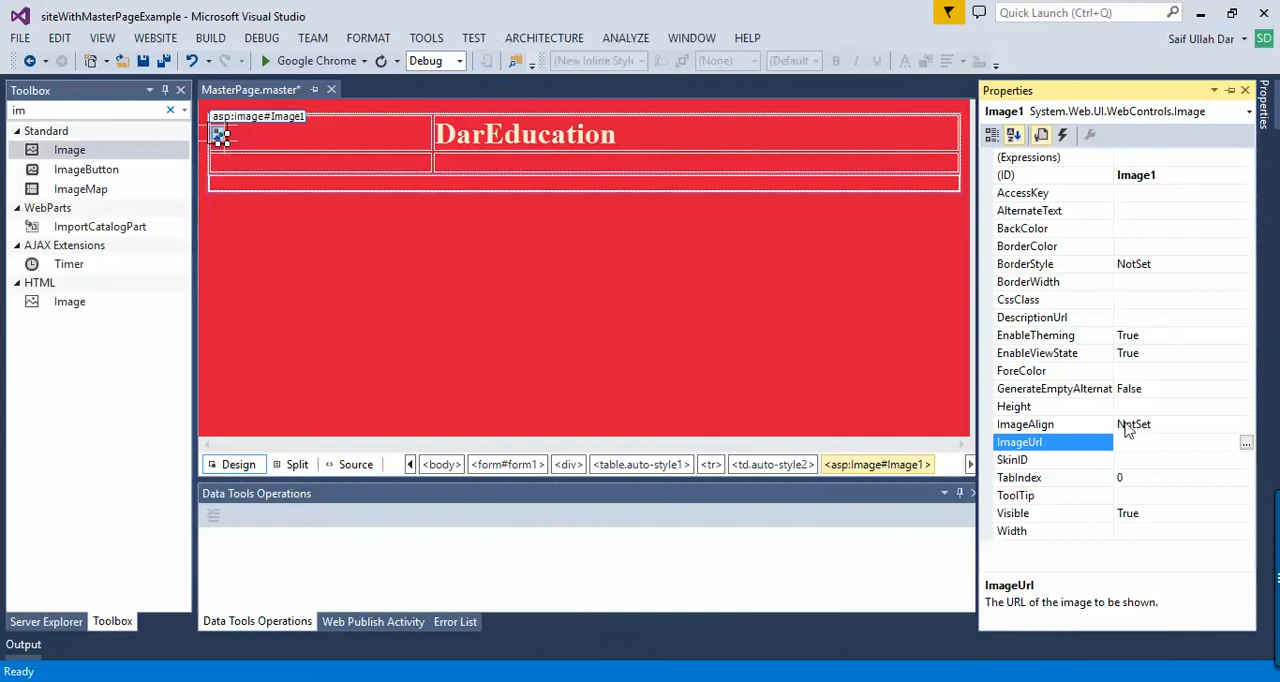 siteWithMasterPageExample - Microsoft Visual Studio
Quick Launch (Ctrl+Q)
FILE EDIT VIEW WEBSITE BUILD DEBUG TEAM FORMAT TOOLS TEST ARCHITECTURE ANALYZE WINDOW HELP
Saif Ullah Dar SD
Google Chrome Debug (New Inline Style (None) (Default B I U A
Toolbox
MasterPage.master*
Properties
im
asp:image#Image1
Image1 System.Web.UI.WebControls.Image
Properties
DarEducation
Standard
Image
ImageButton
ImageMap
WebParts
ImportCatalogPart
AJAX Extensions
Timer
HTML
Image
(Expressions)
(ID) Image1
AccessKey
AlternateText
BackColor
BorderColor
BorderStyle NotSet
BorderWidth
CssClass
DescriptionUrl
EnableTheming True
EnableViewState True
ForeColor
GenerateEmptyAlternat False
Height
ImageAlign NotSet
ImageUrl ...
SkinID
TabIndex 0
ToolTip
Visible True
Width
Design Split Source <body> <form#form1> <div> <table.auto-style1> <tr> <td.auto-style2> <asp:Image#Image1>
Data Tools Operations
ImageUrl
The URL of the image to be shown.
Server Explorer Toolbox
Data Tools Operations Web Publish Activity Error List
Output
Ready